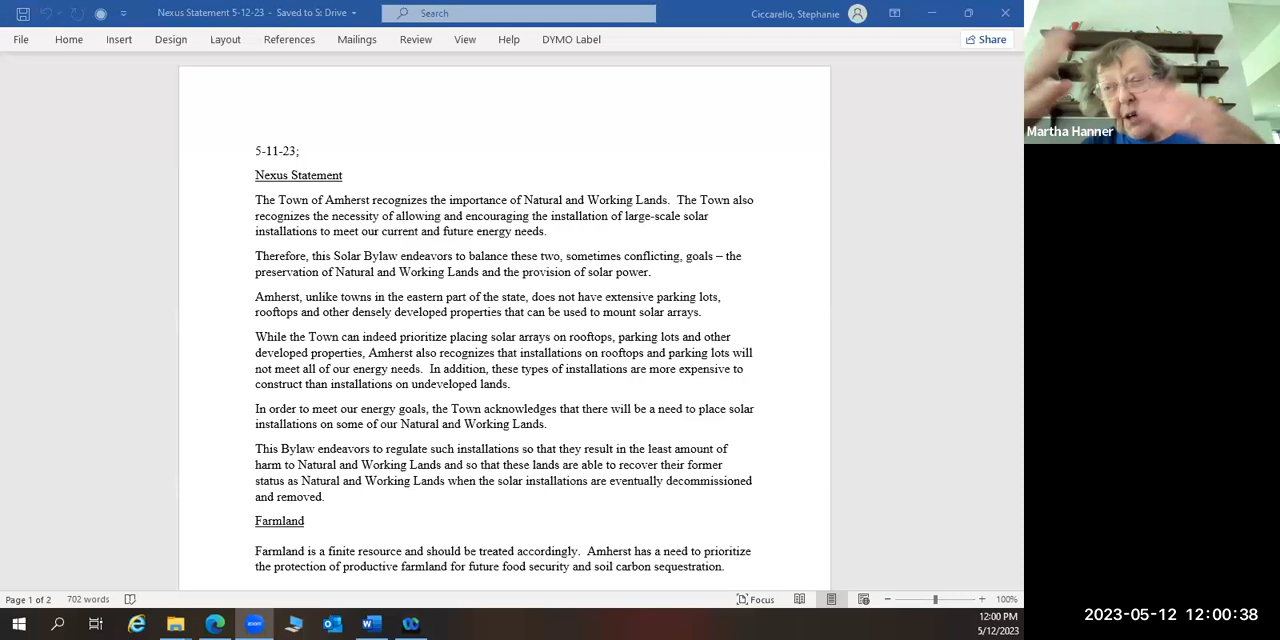 Nexus Statement 5-12-23 – Saved to S: Drive
Search
Ciccarello, Stephanie
File Home Insert Design Layout References Mailings Review View Help DYMO Label Share
Martha Hanner
5-11-23;
Nexus Statement
The Town of Amherst recognizes the importance of Natural and Working Lands. The Town also
recognizes the necessity of allowing and encouraging the installation of large-scale solar
installations to meet our current and future energy needs.
Therefore, this Solar Bylaw endeavors to balance these two, sometimes conflicting, goals – the
preservation of Natural and Working Lands and the provision of solar power.
Amherst, unlike towns in the eastern part of the state, does not have extensive parking lots,
rooftops and other densely developed properties that can be used to mount solar arrays.
While the Town can indeed prioritize placing solar arrays on rooftops, parking lots and other
developed properties, Amherst also recognizes that installations on rooftops and parking lots will
not meet all of our energy needs. In addition, these types of installations are more expensive to
construct than installations on undeveloped lands.
In order to meet our energy goals, the Town acknowledges that there will be a need to place solar
installations on some of our Natural and Working Lands.
This Bylaw endeavors to regulate such installations so that they result in the least amount of
harm to Natural and Working Lands and so that these lands are able to recover their former
status as Natural and Working Lands when the solar installations are eventually decommissioned
and removed.
Farmland
Farmland is a finite resource and should be treated accordingly. Amherst has a need to prioritize
the protection of productive farmland for future food security and soil carbon sequestration.
Page 1 of 2 702 words Focus 100%
zoom
12:00 PM
5/12/2023
2023-05-12 12:00:38